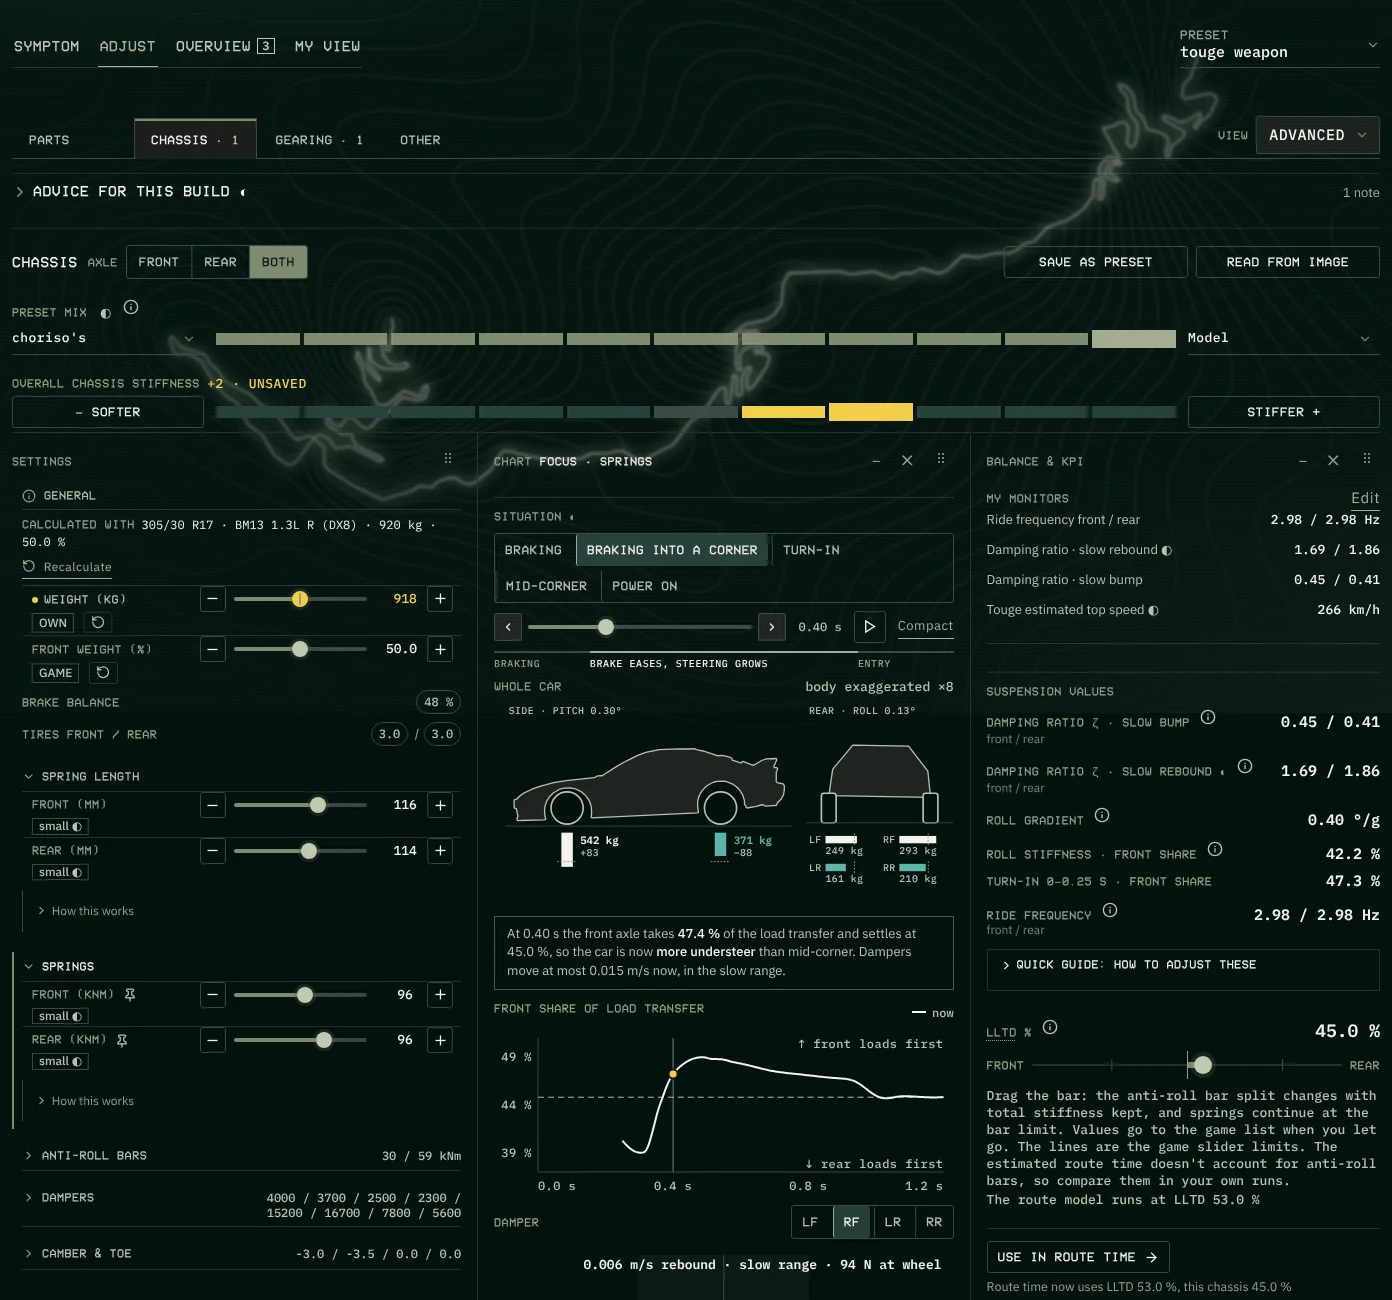 SYMPTOM ADJUST OVERVIEW 3 MY VIEW
PRESET
touge weapon
PARTS CHASSIS · 1 GEARING · 1 OTHER
VIEW ADVANCED
ADVICE FOR THIS BUILD
1 note
CHASSIS AXLE FRONT REAR BOTH
SAVE AS PRESET READ FROM IMAGE
PRESET MIX
choriso's
Model
OVERALL CHASSIS STIFFNESS +2 · UNSAVED
− SOFTER
STIFFER +
SETTINGS
GENERAL
CALCULATED WITH 305/30 R17 · BM13 1.3L R (DX8) · 920 kg ·
50.0 %
Recalculate
WEIGHT (KG) − 918 +
OWN
FRONT WEIGHT (%) − 50.0 +
GAME
BRAKE BALANCE 48 %
TIRES FRONT / REAR 3.0 / 3.0
SPRING LENGTH
FRONT (MM) − 116 +
small
REAR (MM) − 114 +
small
How this works
SPRINGS
FRONT (KNM) − 96 +
small
REAR (KNM) − 96 +
small
How this works
ANTI-ROLL BARS 30 / 59 kNm
DAMPERS 4000 / 3700 / 2500 / 2300 /
15200 / 16700 / 7800 / 5600
CAMBER & TOE -3.0 / -3.5 / 0.0 / 0.0
CHART FOCUS · SPRINGS
SITUATION
BRAKING BRAKING INTO A CORNER TURN-IN
MID-CORNER POWER ON
0.40 s Compact
BRAKING BRAKE EASES, STEERING GROWS ENTRY
WHOLE CAR body exaggerated ×8
SIDE · PITCH 0.30° REAR · ROLL 0.13°
542 kg
+83
371 kg
−88
LF 249 kg
RF 293 kg
LR 161 kg
RR 210 kg
At 0.40 s the front axle takes 47.4 % of the load transfer and settles at
45.0 %, so the car is now more understeer than mid-corner. Dampers
move at most 0.015 m/s now, in the slow range.
FRONT SHARE OF LOAD TRANSFER
now
↑ front loads first
49 %
44 %
39 %
↓ rear loads first
0.0 s 0.4 s 0.8 s 1.2 s
DAMPER LF RF LR RR
0.006 m/s rebound · slow range · 94 N at wheel
BALANCE & KPI
MY MONITORS Edit
Ride frequency front / rear 2.98 / 2.98 Hz
Damping ratio · slow rebound 1.69 / 1.86
Damping ratio · slow bump 0.45 / 0.41
Touge estimated top speed 266 km/h
SUSPENSION VALUES
DAMPING RATIO ζ · SLOW BUMP 0.45 / 0.41
front / rear
DAMPING RATIO ζ · SLOW REBOUND 1.69 / 1.86
front / rear
ROLL GRADIENT 0.40 °/g
ROLL STIFFNESS · FRONT SHARE 42.2 %
TURN-IN 0–0.25 S · FRONT SHARE 47.3 %
RIDE FREQUENCY 2.98 / 2.98 Hz
front / rear
QUICK GUIDE: HOW TO ADJUST THESE
LLTD % 45.0 %
FRONT REAR
Drag the bar: the anti-roll bar split changes with
total stiffness kept, and springs continue at the
bar limit. Values go to the game list when you let
go. The lines are the game slider limits. The
estimated route time doesn't account for anti-roll
bars, so compare them in your own runs.
The route model runs at LLTD 53.0 %
USE IN ROUTE TIME →
Route time now uses LLTD 53.0 %, this chassis 45.0 %